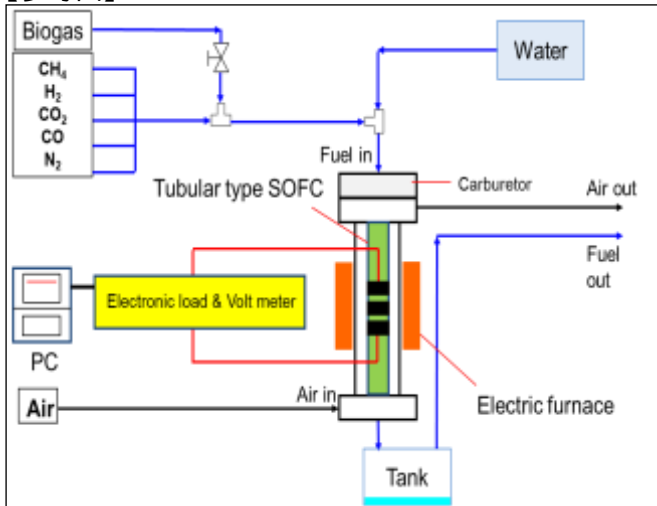 Biogas
CH₄
H₂
CO₂
CO
N₂
Water
Fuel in
Carburetor
Tubular type SOFC
Air out
Fuel
out
Electronic load & Volt meter
PC
Air in
Air
Electric furnace
Tank